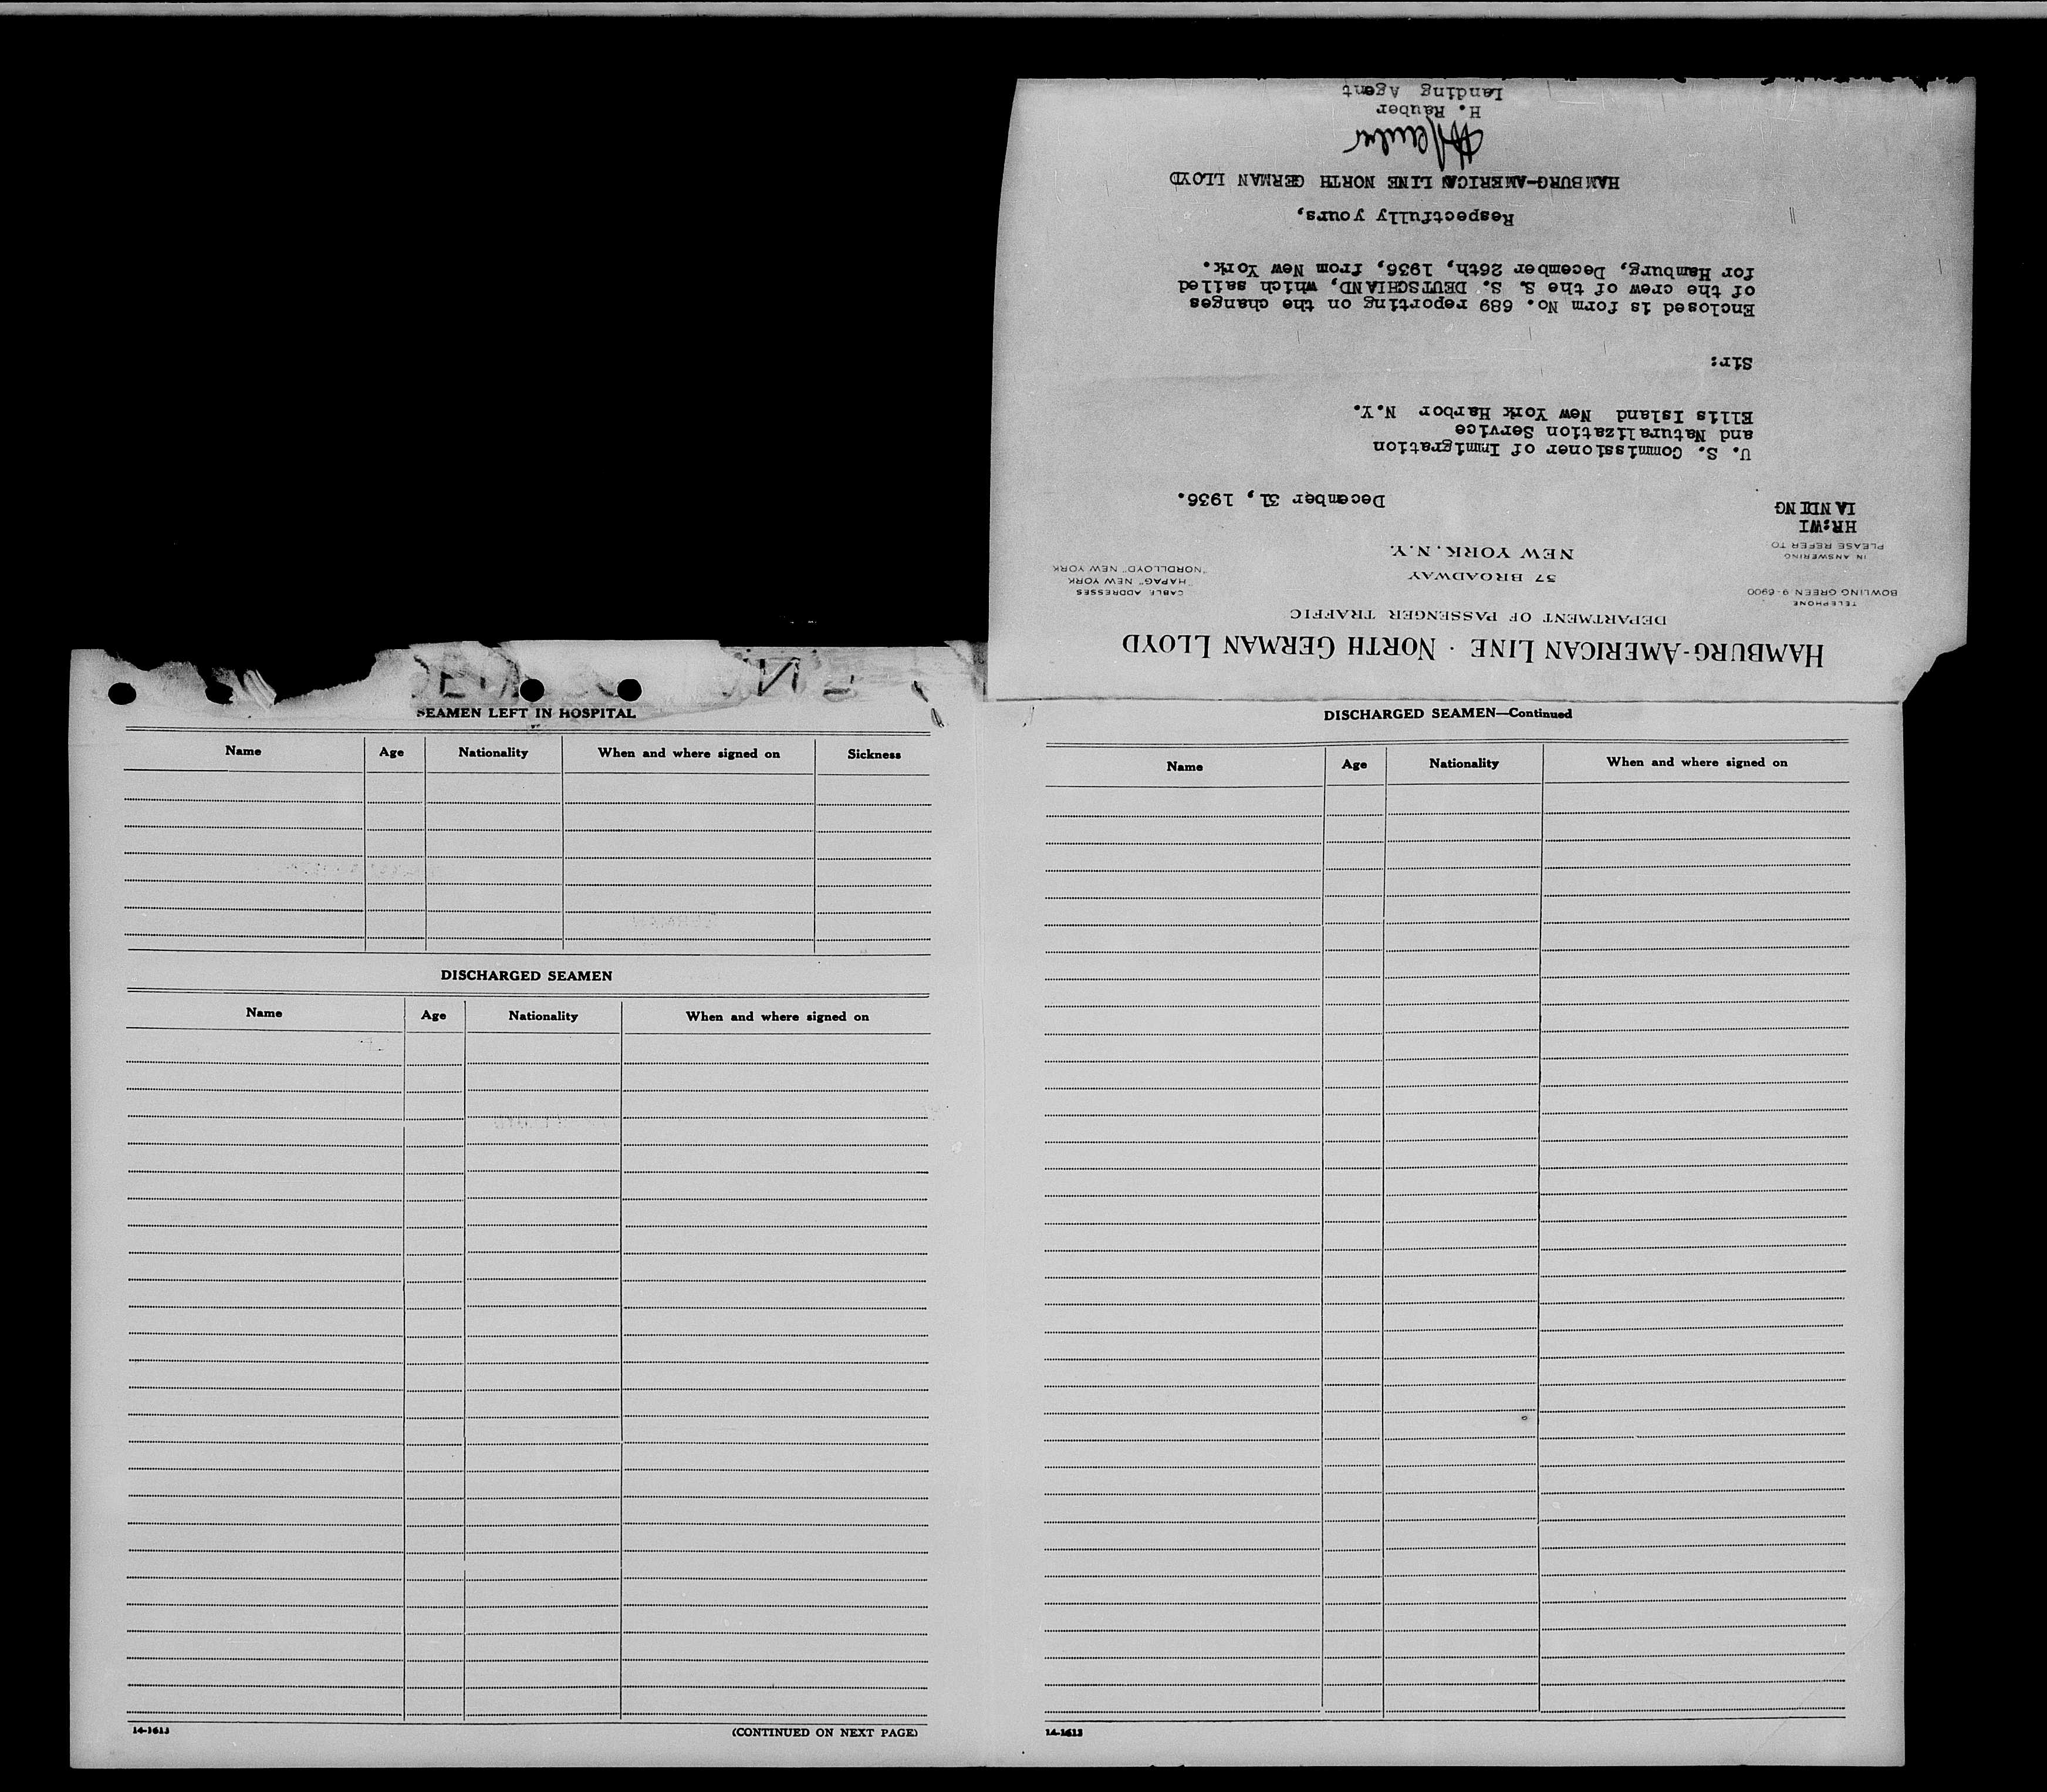 HAMBURG-AMERICAN LINE · NORTH GERMAN LLOYD
DEPARTMENT OF PASSENGER TRAFFIC
TELEPHONE
BOWLING GREEN 9-6900
57 BROADWAY
NEW YORK, N.Y.
CABLE ADDRESSES
"HAPAG" NEW YORK
"NORDLLOYD" NEW YORK
IN ANSWERING
PLEASE REFER TO
HR:WI
LANDING
December 31, 1936.
U. S. Commissioner of Immigration
and Naturalization Service
Ellis Island New York Harbor N.Y.
Sir:
Enclosed is form No. 689 reporting on the changes
of the crew of the S. S. DEUTSCHLAND, which sailed
for Hamburg, December 26th, 1936, from New York.
Respectfully yours,
HAMBURG-AMERICAN LINE NORTH GERMAN LLOYD
H. Rauber
Landing Agent
SEAMEN LEFT IN HOSPITAL
Name Age Nationality When and where signed on Sickness
DISCHARGED SEAMEN
Name Age Nationality When and where signed on
14-1613
(CONTINUED ON NEXT PAGE)
DISCHARGED SEAMEN—Continued
Name Age Nationality When and where signed on
14-1613